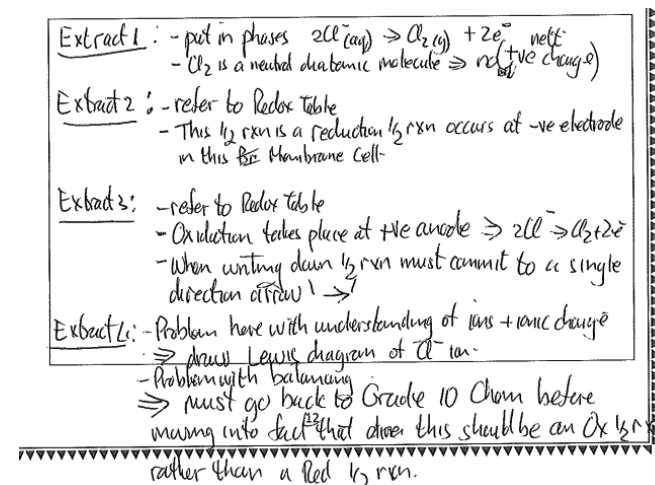 Extract 1: - put in phases 2Cl⁻(aq) → Cl₂(g) + 2e⁻
- Cl₂ is a neutral diatomic molecule ⇒ no (+ve charge) nett
Extract 2: - refer to Redox Table
- This ½ rxn is a reduction ½ rxn occurs at -ve electrode
in this Membrane Cell-
Extract 3: - refer to Redox Table
- Oxidation takes place at +ve anode ⇒ 2Cl⁻ → Cl₂ + 2e⁻
- When writing down ½ rxn must commit to a single
direction arrow ' → '
Extract 4: - Problem here with understanding of ions + ionic charge
⇒ draw Lewis diagram of Cl⁻ ion.
- Problem with balancing
⇒ must go back to Grade 10 Chem before
moving into fact that this should be an Ox ½ rx
rather than a Red ½ rxn.